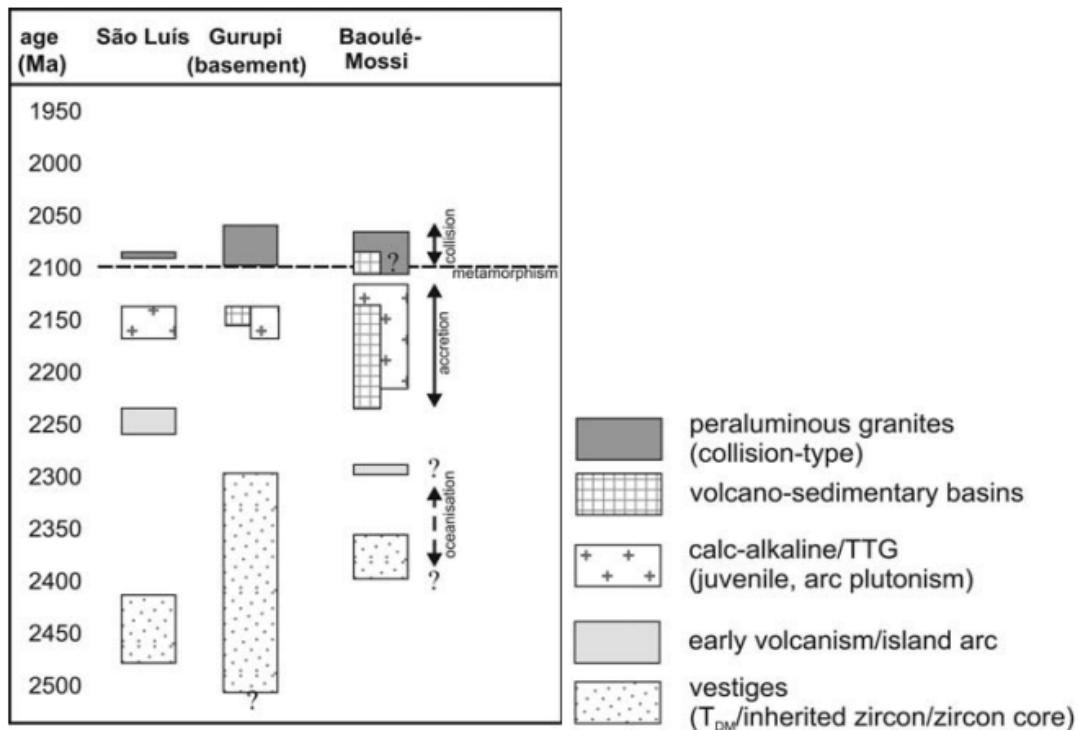 age (Ma)
São Luís
Gurupi (basement)
Baoulé-
Mossi
1950
2000
2050
2100
2150
2200
2250
2300
2350
2400
2450
2500
collision
?
metamorphism
accretion
?
oceanisation
?
?
peraluminous granites
(collision-type)
volcano-sedimentary basins
calc-alkaline/TTG
(juvenile, arc plutonism)
early volcanism/island arc
vestiges
(TDM/inherited zircon/zircon core)